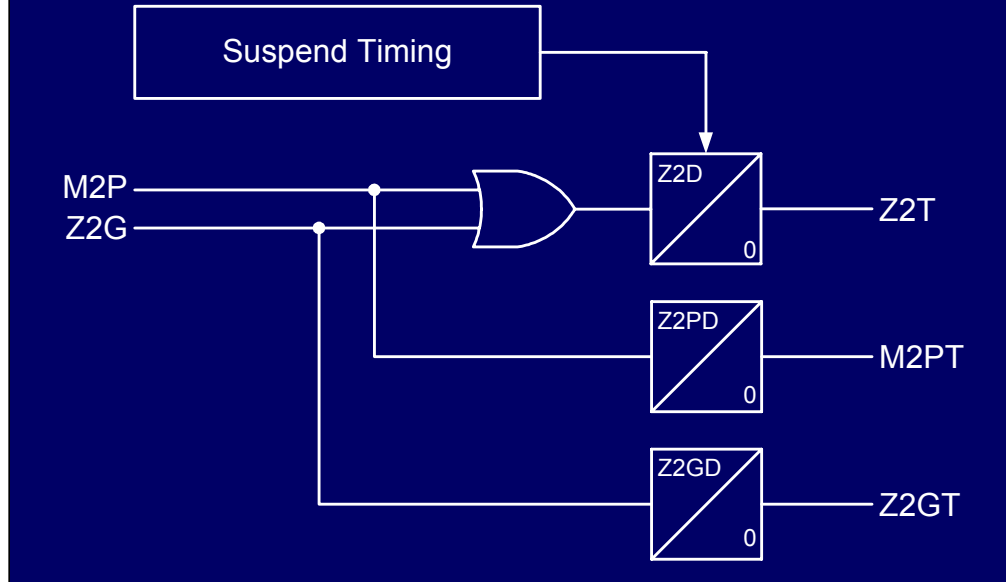 Suspend Timing
M2P
Z2G
Z2D
0
Z2T
Z2PD
0
M2PT
Z2GD
0
Z2GT